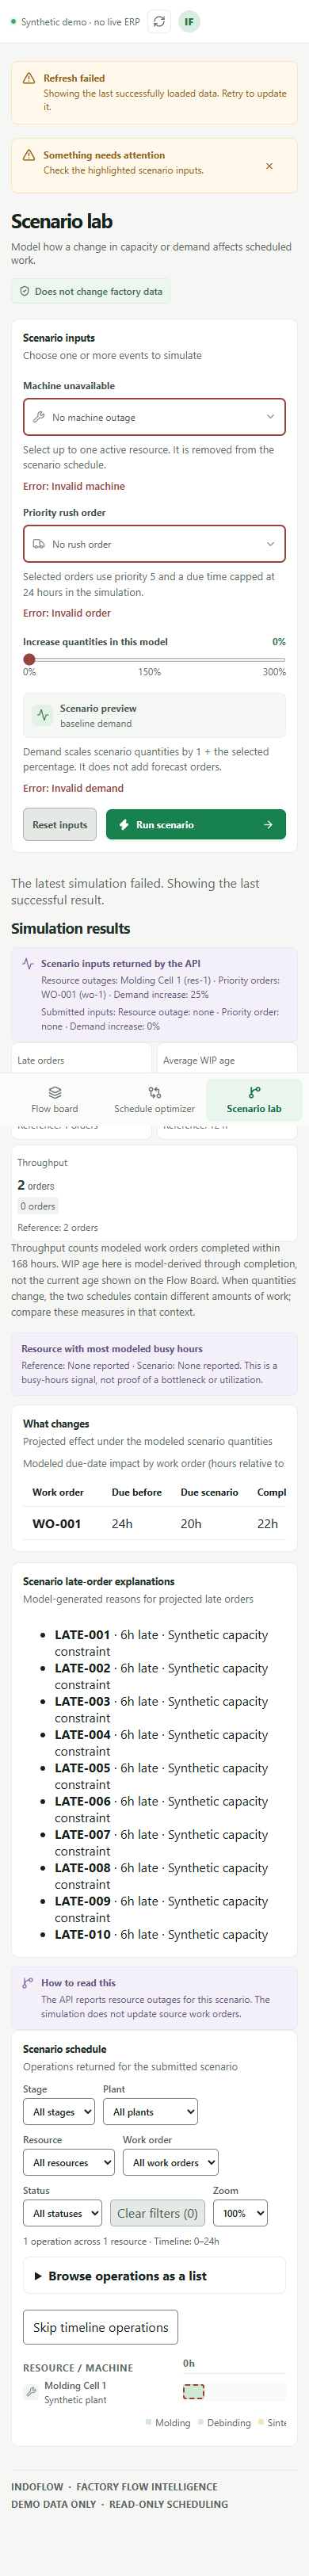 Synthetic demo · no live ERP
IF
Refresh failed
Showing the last successfully loaded data. Retry to update
it.
Something needs attention
Check the highlighted scenario inputs.
Scenario lab
Model how a change in capacity or demand affects scheduled
work.
Does not change factory data
Scenario inputs
Choose one or more events to simulate
Machine unavailable
No machine outage
Select up to one active resource. It is removed from the
scenario schedule.
Error: Invalid machine
Priority rush order
No rush order
Selected orders use priority 5 and a due time capped at
24 hours in the simulation.
Error: Invalid order
Increase quantities in this model 0%
0% 150% 300%
Scenario preview
baseline demand
Demand scales scenario quantities by 1 + the selected
percentage. It does not add forecast orders.
Error: Invalid demand
Reset inputs
Run scenario
The latest simulation failed. Showing the last
successful result.
Simulation results
Scenario inputs returned by the API
Resource outages: Molding Cell 1 (res-1) · Priority orders:
WO-001 (wo-1) · Demand increase: 25%
Submitted inputs: Resource outage: none · Priority order:
none · Demand increase: 0%
Late orders
Average WIP age
Flow board
Schedule optimizer
Scenario lab
Throughput
2 orders
0 orders
Reference: 2 orders
Throughput counts modeled work orders completed within
168 hours. WIP age here is model-derived through completion,
not the current age shown on the Flow Board. When quantities
change, the two schedules contain different amounts of work;
compare these measures in that context.
Resource with most modeled busy hours
Reference: None reported · Scenario: None reported. This is a
busy-hours signal, not proof of a bottleneck or utilization.
What changes
Projected effect under the modeled scenario quantities
Modeled due-date impact by work order (hours relative to
Work order Due before Due scenario Compl
WO-001 24h 20h 22h
Scenario late-order explanations
Model-generated reasons for projected late orders
• LATE-001 · 6h late · Synthetic capacity
constraint
• LATE-002 · 6h late · Synthetic capacity
constraint
• LATE-003 · 6h late · Synthetic capacity
constraint
• LATE-004 · 6h late · Synthetic capacity
constraint
• LATE-005 · 6h late · Synthetic capacity
constraint
• LATE-006 · 6h late · Synthetic capacity
constraint
• LATE-007 · 6h late · Synthetic capacity
constraint
• LATE-008 · 6h late · Synthetic capacity
constraint
• LATE-009 · 6h late · Synthetic capacity
constraint
• LATE-010 · 6h late · Synthetic capacity
How to read this
The API reports resource outages for this scenario. The
simulation does not update source work orders.
Scenario schedule
Operations returned for the submitted scenario
Stage Plant
All stages All plants
Resource Work order
All resources All work orders
Status Zoom
All statuses Clear filters (0) 100%
1 operation across 1 resource · Timeline: 0–24h
Browse operations as a list
Skip timeline operations
RESOURCE / MACHINE 0h
Molding Cell 1
Synthetic plant
Molding Debinding Sinte
INDOFLOW · FACTORY FLOW INTELLIGENCE
DEMO DATA ONLY · READ-ONLY SCHEDULING